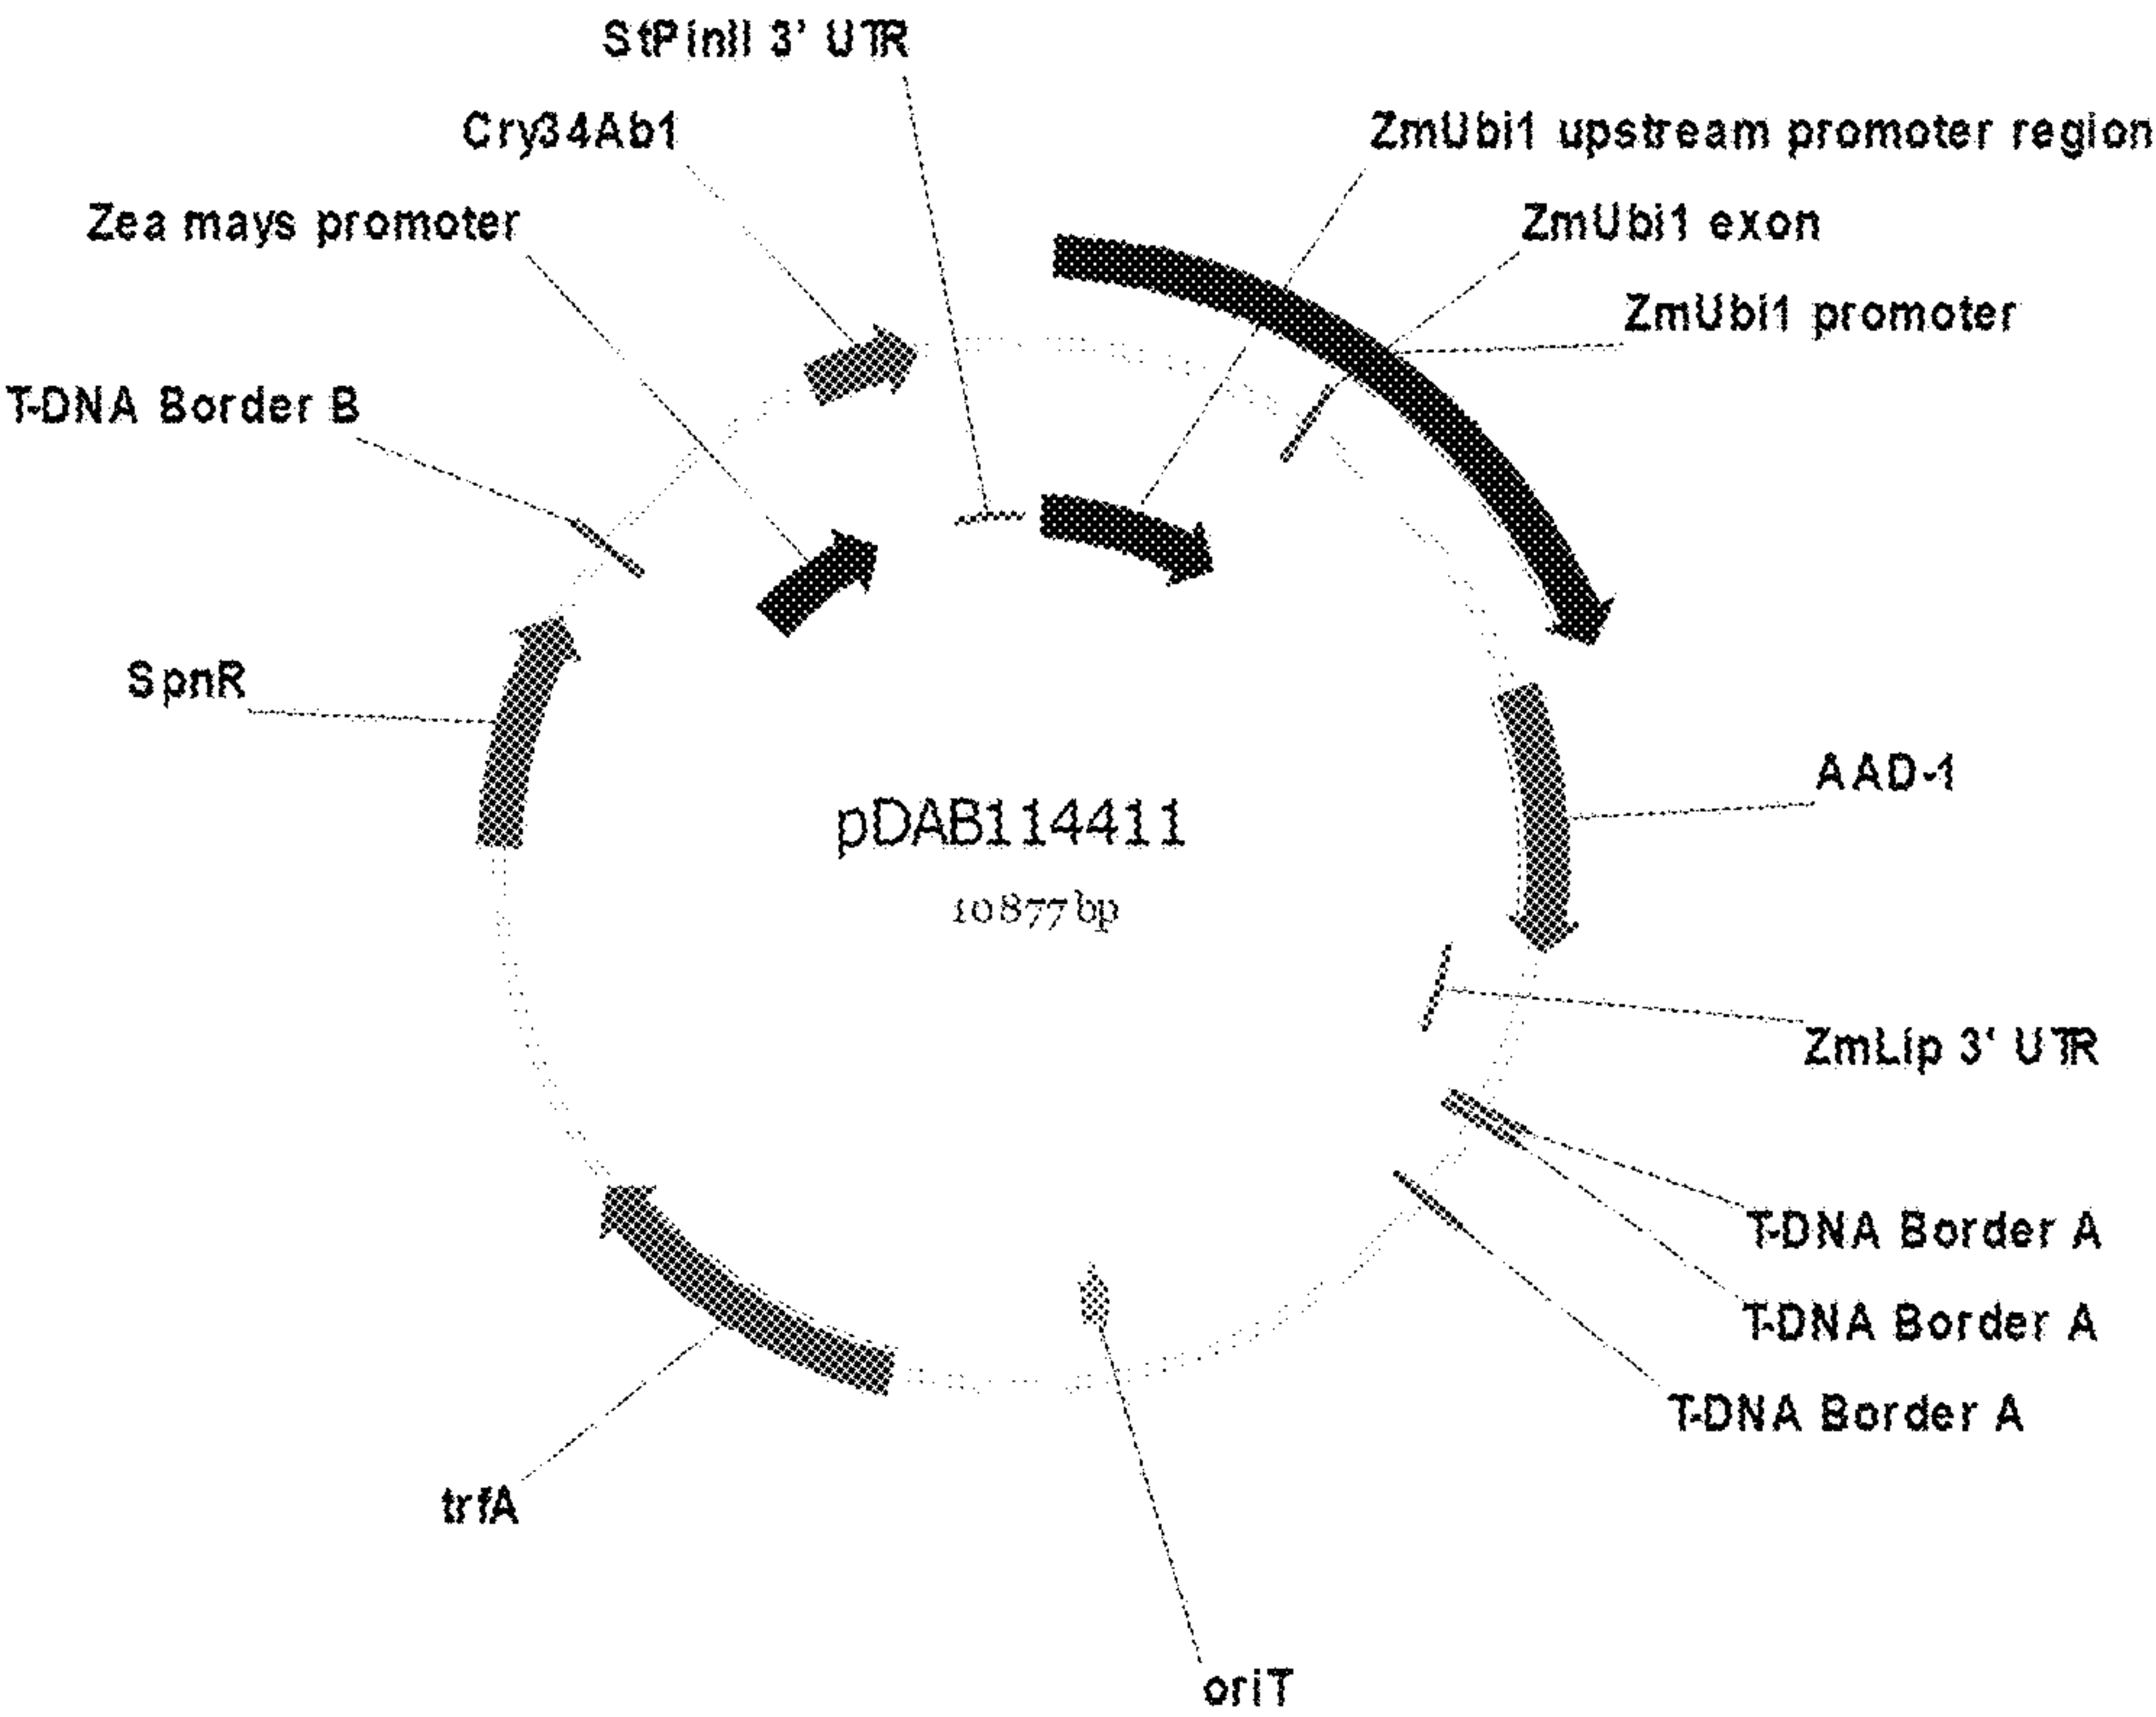 StPinII 3' UTR
Cry34Ab1
ZmUbi1 upstream promoter region
Zea mays promoter
ZmUbi1 exon
ZmUbi1 promoter
T-DNA Border B
SpnR
AAD-1
pDAB114411
10877 bp
ZmLip 3' UTR
T-DNA Border A
T-DNA Border A
T-DNA Border A
trfA
oriT